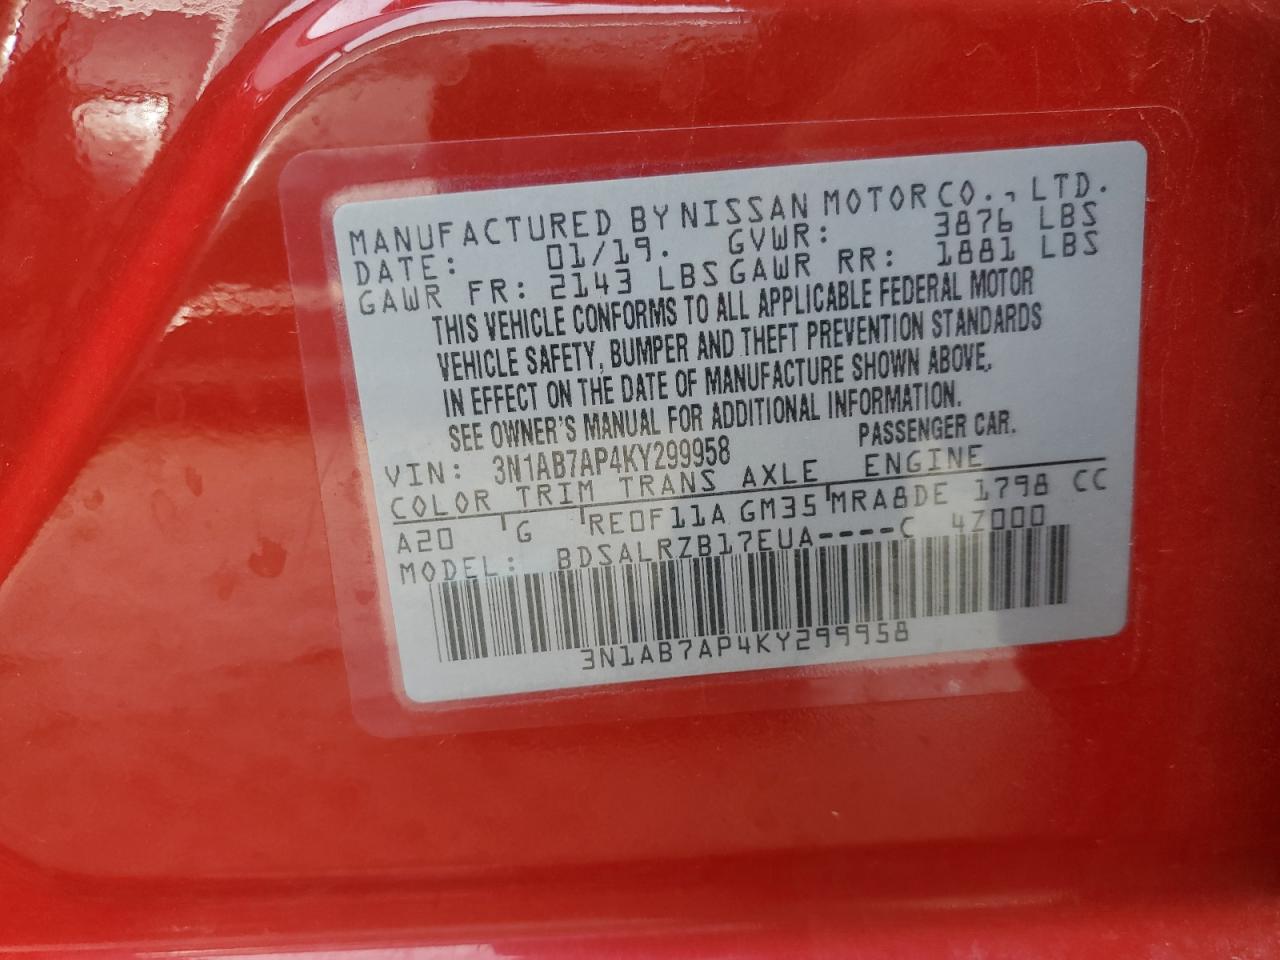 MANUFACTURED BY NISSAN MOTOR CO., LTD.
DATE: 01/19. GVWR: 3876 LBS
GAWR FR: 2143 LBS GAWR RR: 1881 LBS
THIS VEHICLE CONFORMS TO ALL APPLICABLE FEDERAL MOTOR
VEHICLE SAFETY, BUMPER AND THEFT PREVENTION STANDARDS
IN EFFECT ON THE DATE OF MANUFACTURE SHOWN ABOVE,
SEE OWNER'S MANUAL FOR ADDITIONAL INFORMATION.
VIN: 3N1AB7AP4KY299958 PASSENGER CAR.
COLOR TRIM TRANS AXLE ENGINE
A20 G RE0F11A GM35 MRA8DE 1798 CC
MODEL: BDSALRZB17EUA----C 4Z000
3N1AB7AP4KY299958